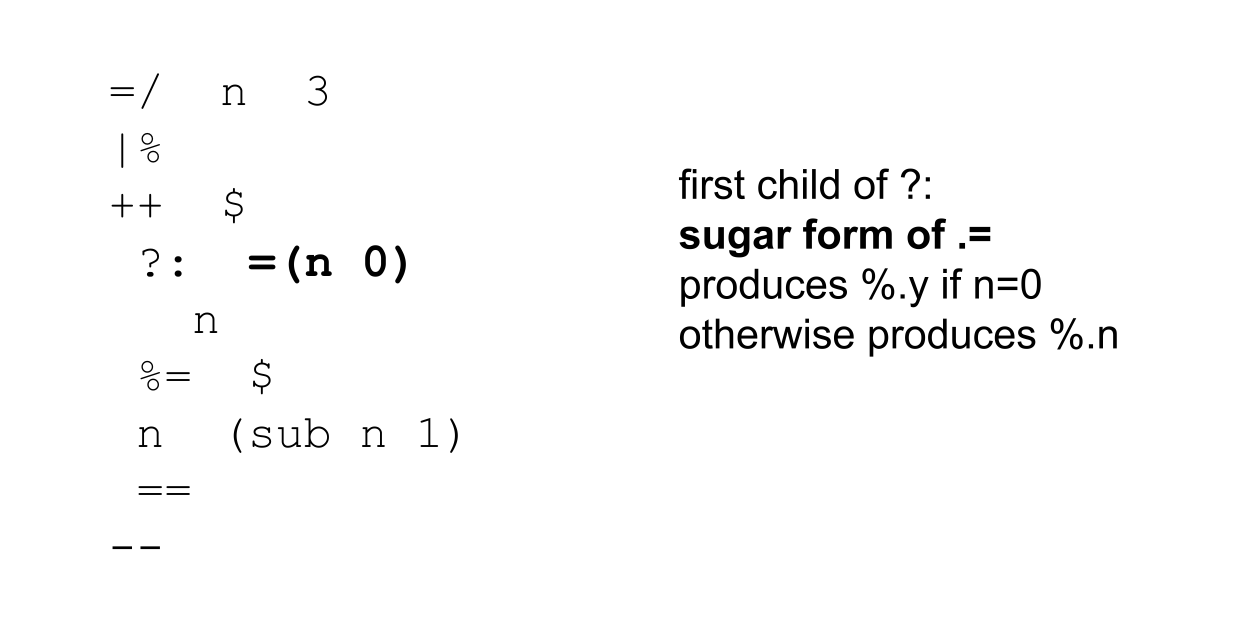 =/  n  3
|%
++  $
?:  =(n 0)
n
%=  $
n  (sub n 1)
==
--
first child of ?:
sugar form of .=
produces %.y if n=0
otherwise produces %.n